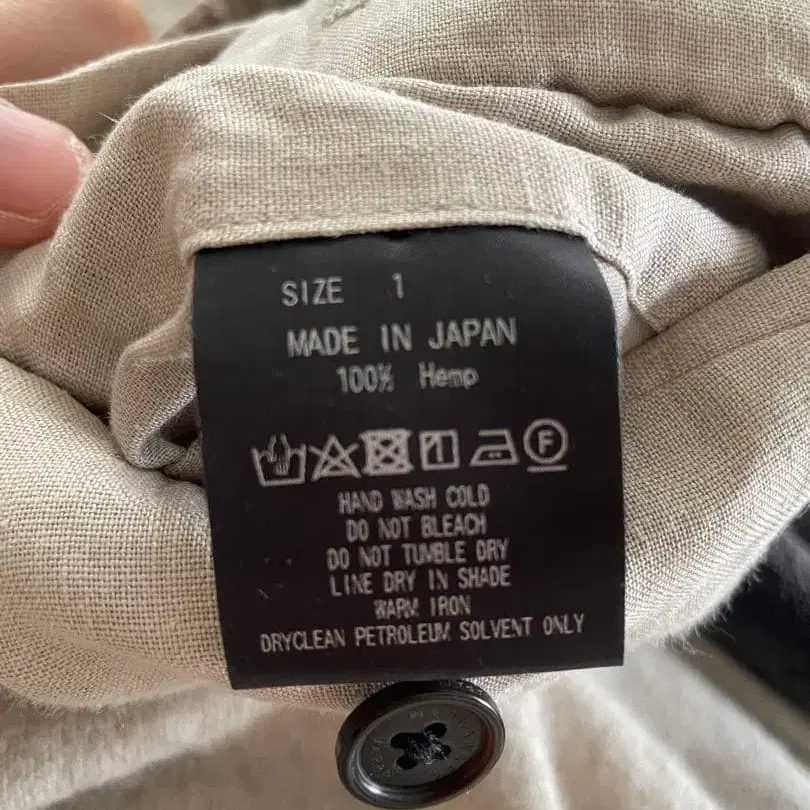 SIZE 1
MADE IN JAPAN
100% Hemp
F
HAND WASH COLD
DO NOT BLEACH
DO NOT TUMBLE DRY
LINE DRY IN SHADE
WARM IRON
DRYCLEAN PETROLEUM SOLVENT ONLY